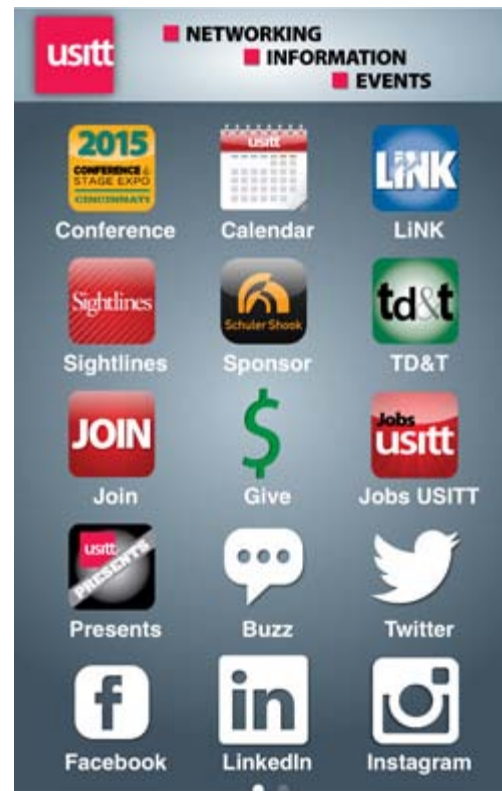 usitt
NETWORKING
INFORMATION
EVENTS
2015
CONFERENCE &
STAGE EXPO
CINCINNATI
Conference
usitt
Calendar
LiNK
LiNK
Sightlines
Sightlines
Schuler Shook
Sponsor
td&t
TD&T
JOIN
Join
$
Give
Jobs
usitt
Jobs USITT
usitt
PRESENTS
Presents
Buzz
Twitter
f
Facebook
in
LinkedIn
Instagram